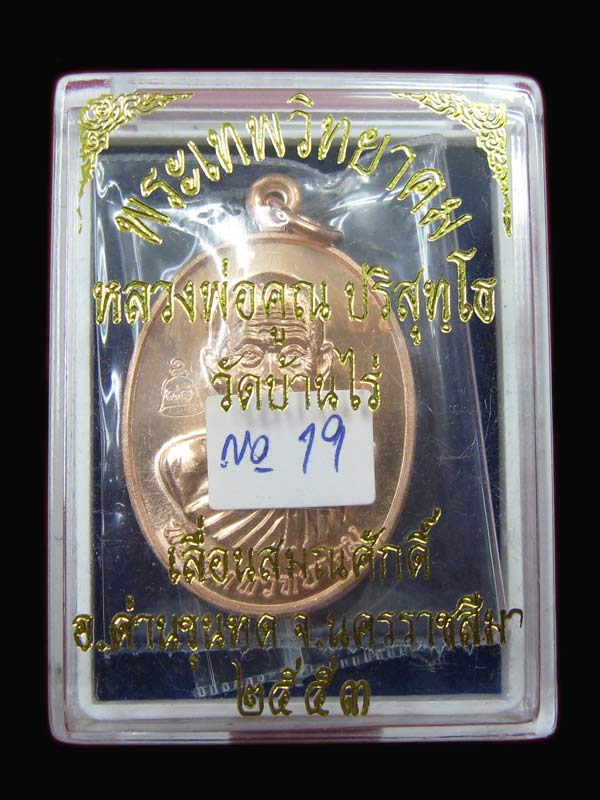 พระเทพวิทยาคม
หลวงพ่อคูณ ปริสุทฺโธ
วัดบ้านไร่
№ 19
เลื่อนสมณศักดิ์
อ.ด่านขุนทด จ.นครราชสีมา
๒๕๕๓